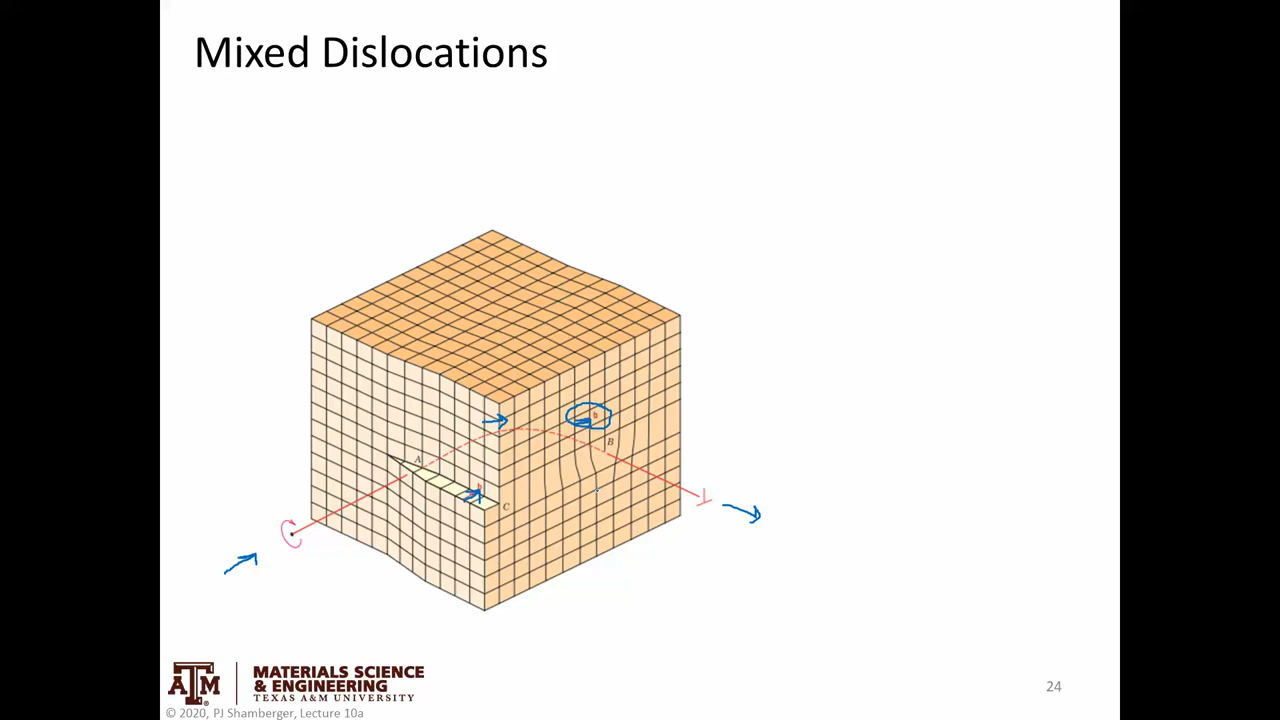 Mixed Dislocations
b
B
A
b
C
ATM
MATERIALS SCIENCE
& ENGINEERING
TEXAS A&M UNIVERSITY
24
© 2020, PJ Shamberger, Lecture 10a